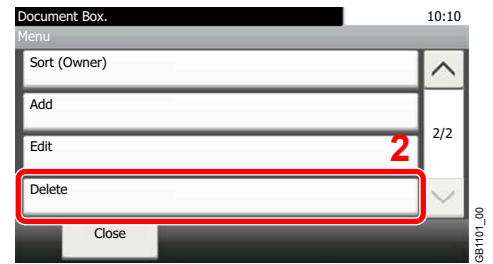 Document Box.
10:10
Menu
Sort (Owner)
Add
2/2
Edit
2
Delete
Close
GB1101_00